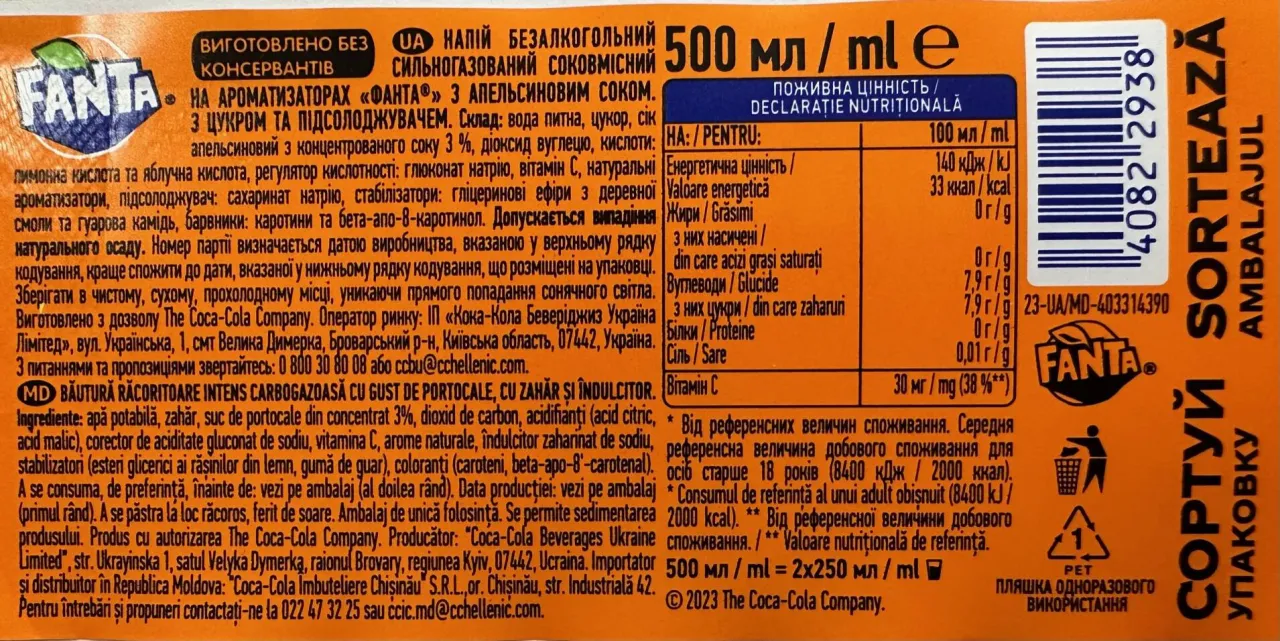 FANTA®
ВИГОТОВЛЕНО БЕЗ
КОНСЕРВАНТІВ
UA НАПІЙ БЕЗАЛКОГОЛЬНИЙ
СИЛЬНОГАЗОВАНИЙ СОКОВМІСНИЙ
НА АРОМАТИЗАТОРАХ «ФАНТА®» З АПЕЛЬСИНОВИМ СОКОМ.
З ЦУКРОМ ТА ПІДСОЛОДЖУВАЧЕМ. Склад: вода питна, цукор, сік
апельсиновий з концентрованого соку 3 %, діоксид вуглецю, кислоти:
лимонна кислота та яблучна кислота, регулятор кислотності: глюконат натрію, вітамін С, натуральні
ароматизатори, підсолоджувач: сахаринат натрію, стабілізатори: гліцеринові ефіри з деревної
смоли та гуарова камідь, барвники: каротини та бета-апо-8-каротинол. Допускається випадіння
натурального осаду. Номер партії визначається датою виробництва, вказаною у верхньому рядку
кодування, краще спожити до дати, вказаної у нижньому рядку кодування, що розміщені на упаковці.
Зберігати в чистому, сухому, прохолодному місці, уникаючи прямого попадання сонячного світла.
Виготовлено з дозволу The Coca-Cola Company. Оператор ринку: ІП «Кока-Кола Беверіджиз Україна
Лімітед», вул. Українська, 1, смт Велика Димерка, Броварський р-н, Київська область, 07442, Україна.
З питаннями та пропозиціями звертайтесь: 0 800 30 80 08 або ccbu@cchellenic.com.
MD BĂUTURĂ RĂCORITOARE INTENS CARBOGAZOASĂ CU GUST DE PORTOCALE, CU ZAHĂR ȘI ÎNDULCITOR.
Ingrediente: apă potabilă, zahăr, suc de portocale din concentrat 3%, dioxid de carbon, acidifianți (acid citric,
acid malic), corector de aciditate gluconat de sodiu, vitamina C, arome naturale, îndulcitor zaharinat de sodiu,
stabilizatori (esteri glicerici ai rășinilor din lemn, gumă de guar), coloranți (caroteni, beta-apo-8'-carotenal).
A se consuma, de preferință, înainte de: vezi pe ambalaj (al doilea rând). Data producției: vezi pe ambalaj
(primul rând). A se păstra la loc răcoros, ferit de soare. Ambalaj de unică folosință. Se permite sedimentarea
produsului. Produs cu autorizarea The Coca-Cola Company. Producător: "Coca-Cola Beverages Ukraine
Limited", str. Ukrayinska 1, satul Velyka Dymerka, raionul Brovary, regiunea Kyiv, 07442, Ucraina. Importator
și distribuitor în Republica Moldova: "Coca-Cola Îmbuteliere Chișinău" S.R.L., or. Chișinău, str. Industrială 42.
Pentru întrebări și propuneri contactați-ne la 022 47 32 25 sau ccic.md@cchellenic.com.
500 мл / ml e
ПОЖИВНА ЦІННІСТЬ /
DECLARAȚIE NUTRIȚIONALĂ
НА: / PENTRU: 100 мл / ml
Енергетична цінність / 140 кДж / kJ
Valoare energetică 33 ккал / kcal
Жири / Grăsimi 0 г / g
з них насичені /
din care acizi grași saturați 0 г / g
Вуглеводи / Glucide 7,9 г / g
з них цукри / din care zaharuri 7,9 г / g
Білки / Proteine 0 г / g
Сіль / Sare 0,01 г / g
Вітамін С 30 мг / mg (38 %**)
* Від референсних величин споживання. Середня
референсна величина добового споживання для
осіб старше 18 років (8400 кДж / 2000 ккал).
* Consumul de referință al unui adult obișnuit (8400 kJ /
2000 kcal). ** Від референсної величини добового
споживання. / ** Valoare nutrițională de referință.
500 мл / ml = 2x250 мл / ml
© 2023 The Coca-Cola Company.
4082 2938
23-UA/MD-403314390
FANTA®
1
PET
ПЛЯШКА ОДНОРАЗОВОГО
ВИКОРИСТАННЯ
СОРТУЙ SORTEAZĂ
УПАКОВКУ AMBALAJUL